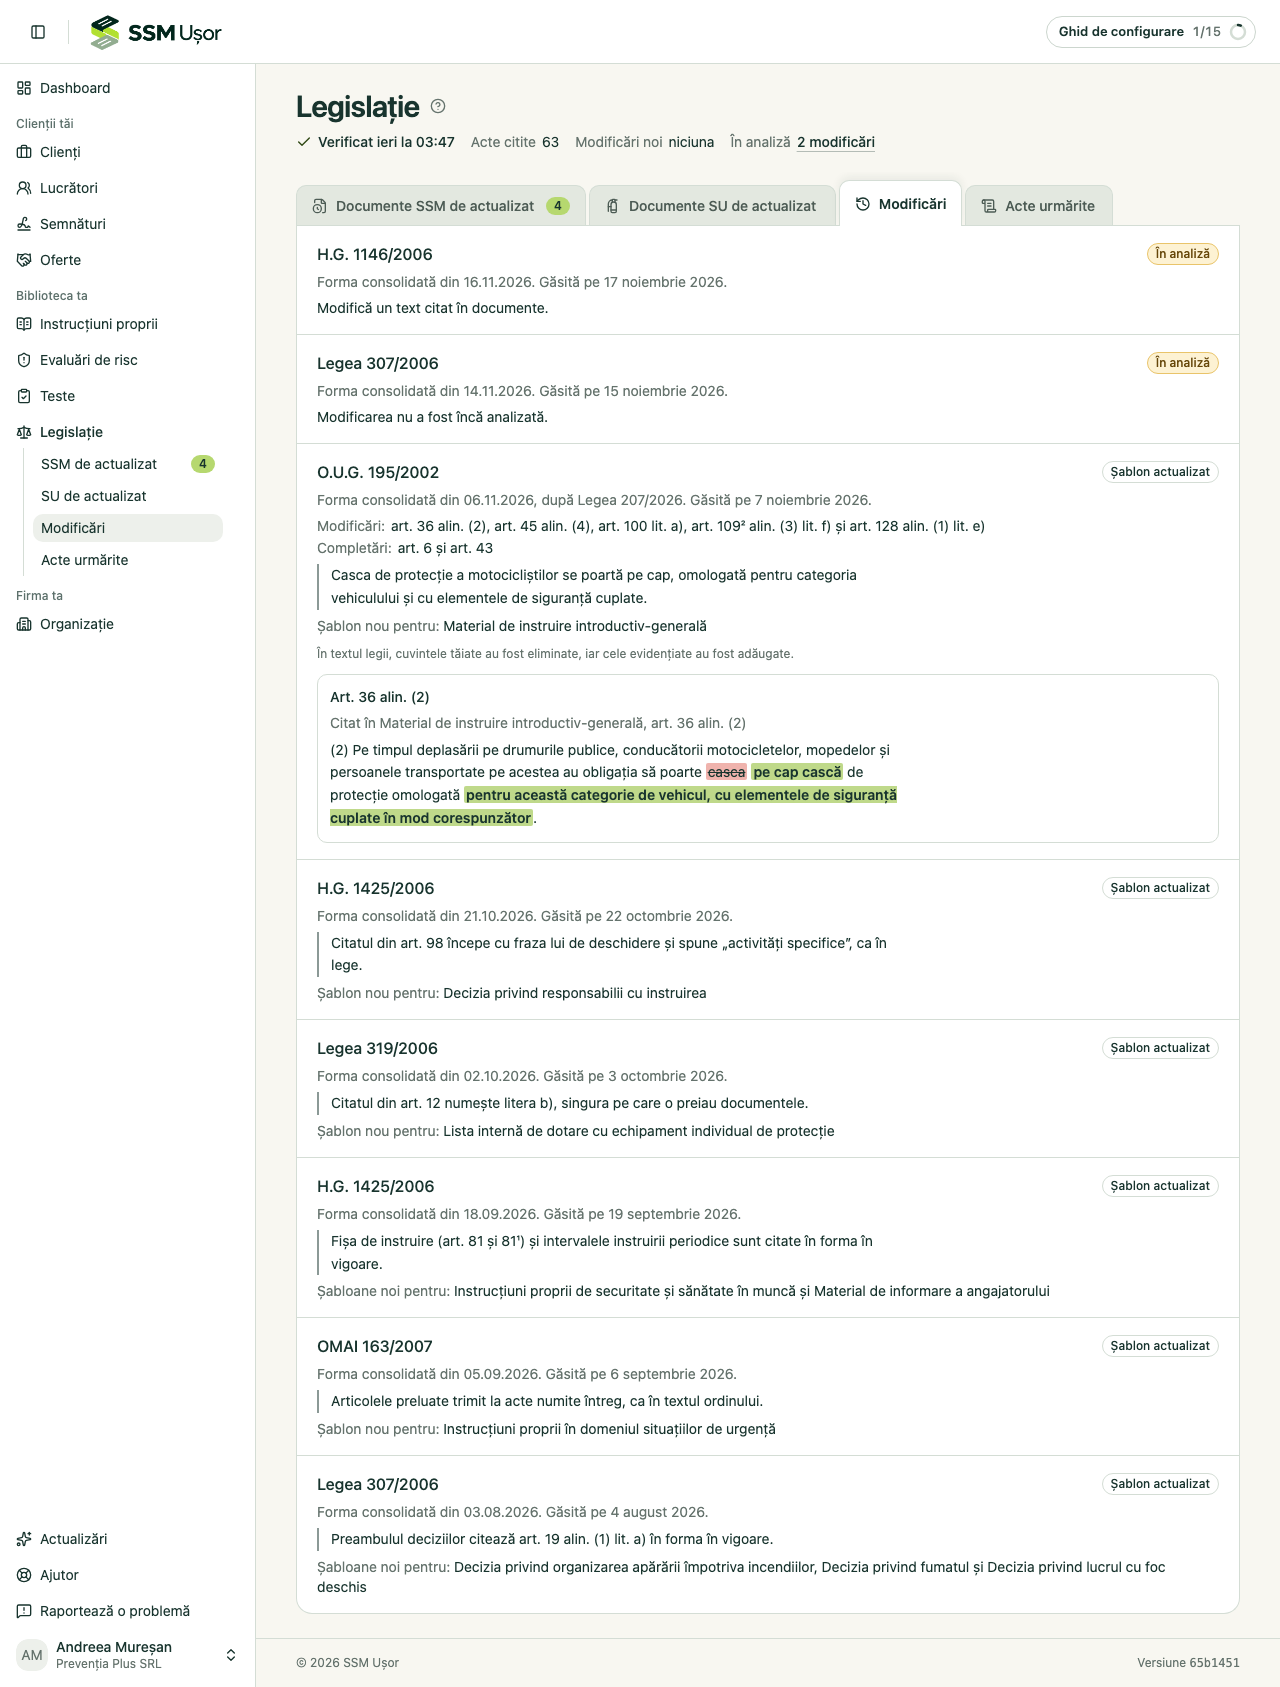 SSM Ușor
Ghid de configurare 1/15
Dashboard
Clienții tăi
Clienți
Lucrători
Semnături
Oferte
Biblioteca ta
Instrucțiuni proprii
Evaluări de risc
Teste
Legislație
SSM de actualizat 4
SU de actualizat
Modificări
Acte urmărite
Firma ta
Organizație
Actualizări
Ajutor
Raportează o problemă
AM
Andreea Mureșan
Prevenția Plus SRL
Legislație
Verificat ieri la 03:47 Acte citite 63 Modificări noi niciuna În analiză 2 modificări
Documente SSM de actualizat 4
Documente SU de actualizat
Modificări
Acte urmărite
H.G. 1146/2006
În analiză
Forma consolidată din 16.11.2026. Găsită pe 17 noiembrie 2026.
Modifică un text citat în documente.
Legea 307/2006
În analiză
Forma consolidată din 14.11.2026. Găsită pe 15 noiembrie 2026.
Modificarea nu a fost încă analizată.
O.U.G. 195/2002
Șablon actualizat
Forma consolidată din 06.11.2026, după Legea 207/2026. Găsită pe 7 noiembrie 2026.
Modificări: art. 36 alin. (2), art. 45 alin. (4), art. 100 lit. a), art. 109² alin. (3) lit. f) și art. 128 alin. (1) lit. e)
Completări: art. 6 și art. 43
Casca de protecție a motocicliștilor se poartă pe cap, omologată pentru categoria
vehiculului și cu elementele de siguranță cuplate.
Șablon nou pentru: Material de instruire introductiv-generală
În textul legii, cuvintele tăiate au fost eliminate, iar cele evidențiate au fost adăugate.
Art. 36 alin. (2)
Citat în Material de instruire introductiv-generală, art. 36 alin. (2)
(2) Pe timpul deplasării pe drumurile publice, conducătorii motocicletelor, mopedelor și
persoanele transportate pe acestea au obligația să poarte casca pe cap cască de
protecție omologată pentru această categorie de vehicul, cu elementele de siguranță
cuplate în mod corespunzător.
H.G. 1425/2006
Șablon actualizat
Forma consolidată din 21.10.2026. Găsită pe 22 octombrie 2026.
Citatul din art. 98 începe cu fraza lui de deschidere și spune „activități specifice”, ca în
lege.
Șablon nou pentru: Decizia privind responsabilii cu instruirea
Legea 319/2006
Șablon actualizat
Forma consolidată din 02.10.2026. Găsită pe 3 octombrie 2026.
Citatul din art. 12 numește litera b), singura pe care o preiau documentele.
Șablon nou pentru: Lista internă de dotare cu echipament individual de protecție
H.G. 1425/2006
Șablon actualizat
Forma consolidată din 18.09.2026. Găsită pe 19 septembrie 2026.
Fișa de instruire (art. 81 și 81¹) și intervalele instruirii periodice sunt citate în forma în
vigoare.
Șabloane noi pentru: Instrucțiuni proprii de securitate și sănătate în muncă și Material de informare a angajatorului
OMAI 163/2007
Șablon actualizat
Forma consolidată din 05.09.2026. Găsită pe 6 septembrie 2026.
Articolele preluate trimit la acte numite întreg, ca în textul ordinului.
Șablon nou pentru: Instrucțiuni proprii în domeniul situațiilor de urgență
Legea 307/2006
Șablon actualizat
Forma consolidată din 03.08.2026. Găsită pe 4 august 2026.
Preambulul deciziilor citează art. 19 alin. (1) lit. a) în forma în vigoare.
Șabloane noi pentru: Decizia privind organizarea apărării împotriva incendiilor, Decizia privind fumatul și Decizia privind lucrul cu foc
deschis
© 2026 SSM Ușor
Versiune 65b1451